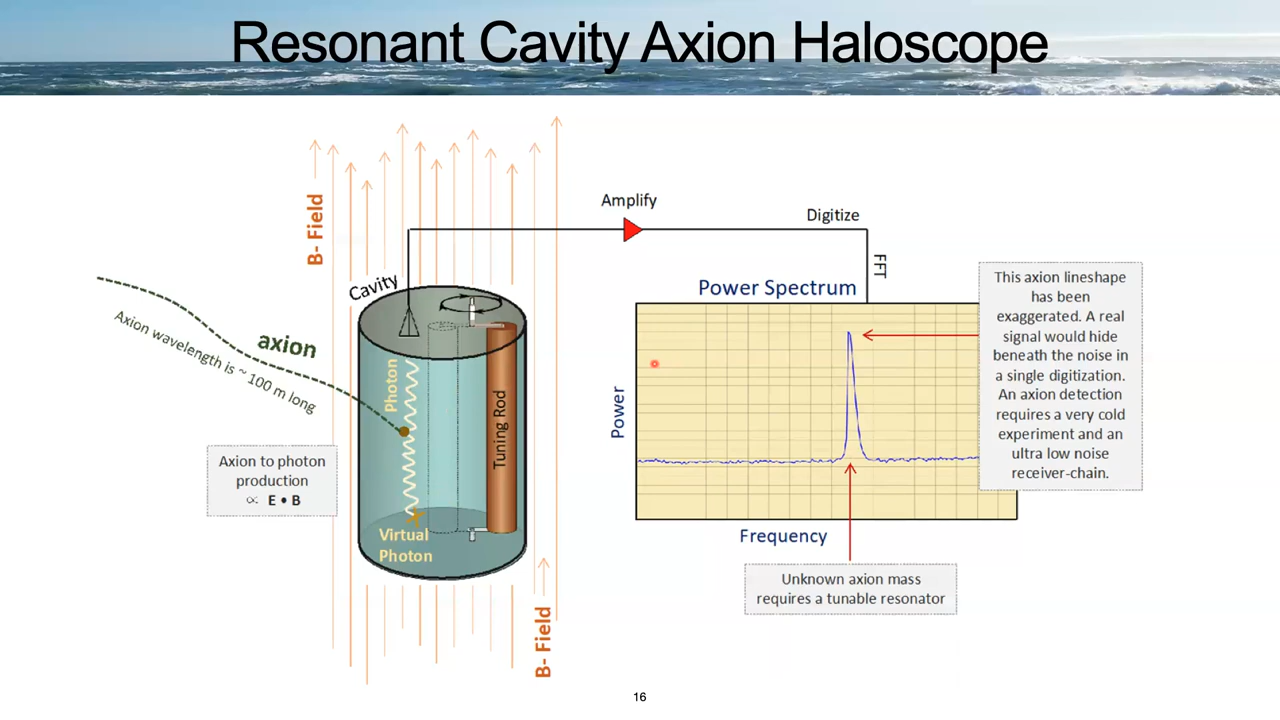 Resonant Cavity Axion Haloscope
B- Field
Amplify
Digitize
FFT
Cavity
axion
Axion wavelength is ~ 100 m long
Photon
Tuning Rod
Virtual
Photon
Axion to photon
production
∝ E • B
B- Field
Power Spectrum
Power
Frequency
This axion lineshape
has been
exaggerated. A real
signal would hide
beneath the noise in
a single digitization.
An axion detection
requires a very cold
experiment and an
ultra low noise
receiver-chain.
Unknown axion mass
requires a tunable resonator
16